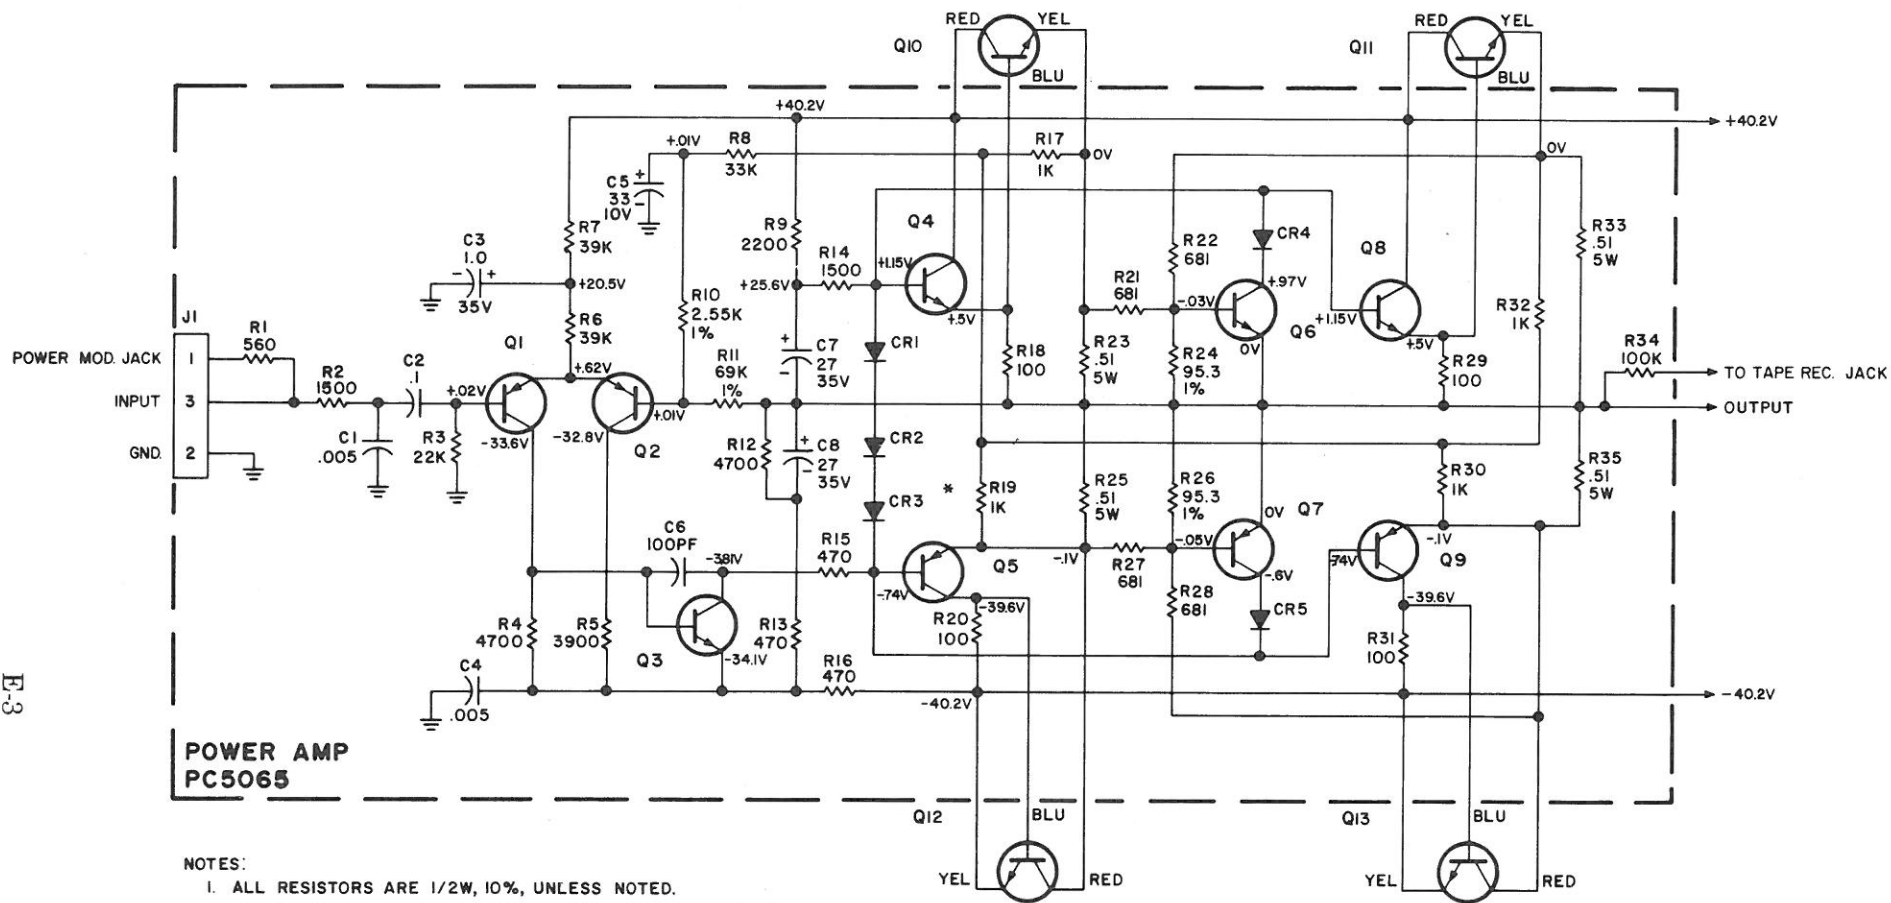 RED
YEL
Q10
BLU
RED
YEL
Q11
BLU
+40.2V
+40.2V
+.01V
R8
33K
R17
1K
0V
0V
C5
33
10V
+
-
R7
39K
R9
2200
Q4
R22
681
CR4
Q8
R33
.51
5W
C3
1.0
- +
35V
+20.5V
+25.6V
R14
1500
+1.15V
R21
681
-.03V
+.97V
R10
2.55K
1%
R6
39K
+.5V
Q6
0V
+1.15V
+.5V
R32
1K
J1
R1
560
Q1
R11
69K
1%
+
C7
27
35V
-
CR1
R18
100
R23
.51
5W
R24
95.3
1%
R29
100
R34
100K
POWER MOD. JACK
1
R2
1500
C2
.1
+.02V
+.62V
TO TAPE REC. JACK
INPUT
3
+.01V
OUTPUT
C1
.005
R3
22K
-33.6V
-32.8V
Q2
R12
4700
+
C8
27
35V
-
CR2
GND.
2
*
R19
1K
R25
.51
5W
R26
95.3
1%
R30
1K
R35
.51
5W
CR3
Q7
0V
C6
100PF
-38.1V
R15
470
-.74V
Q5
-.1V
R27
681
-.05V
-.6V
-.74V
-.1V
Q9
R4
4700
R5
3900
Q3
-34.1V
R13
470
R20
100
-39.6V
R28
681
CR5
-39.6V
R31
100
C4
.005
R16
470
-40.2V
-40.2V
E-3
POWER AMP
PC5065
Q12
BLU
Q13
BLU
YEL
RED
YEL
RED
NOTES:
1. ALL RESISTORS ARE 1/2W, 10%, UNLESS NOTED.